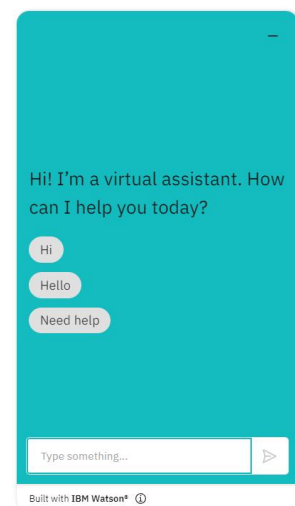 Hi! I'm a virtual assistant. How
can I help you today?
Hi
Hello
Need help
Type something...
Built with IBM Watson®